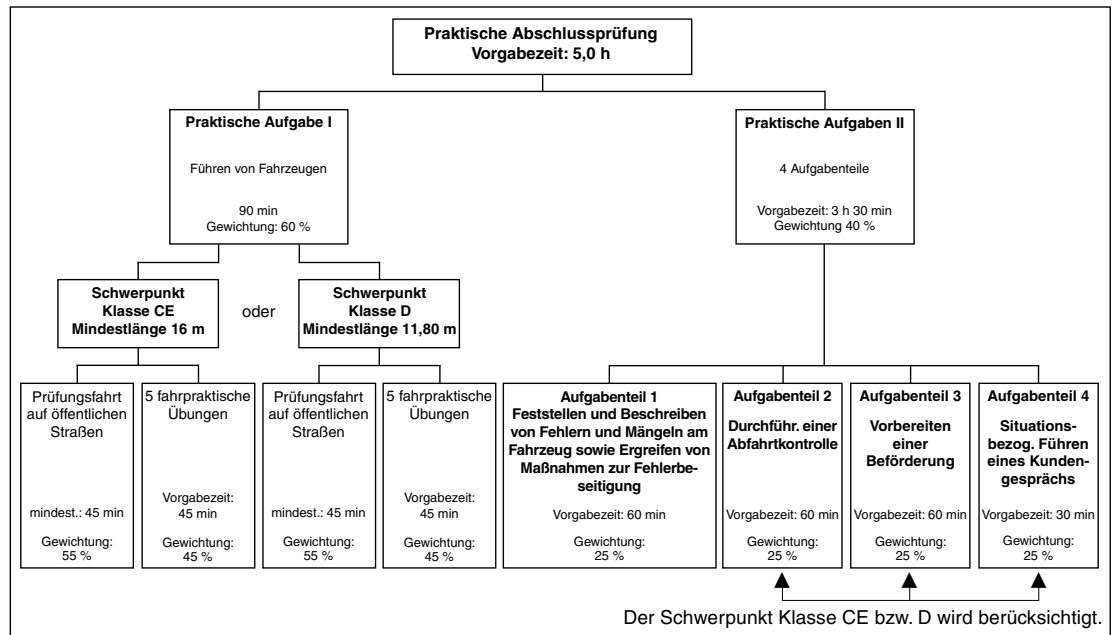 Praktische Abschlussprüfung
Vorgabezeit: 5,0 h
Praktische Aufgabe I
Führen von Fahrzeugen
90 min
Gewichtung: 60 %
Praktische Aufgaben II
4 Aufgabenteile
Vorgabezeit: 3 h 30 min
Gewichtung 40 %
Schwerpunkt
Klasse CE
Mindestlänge 16 m
oder
Schwerpunkt
Klasse D
Mindestlänge 11,80 m
Prüfungsfahrt
auf öffentlichen
Straßen
mindest.: 45 min
Gewichtung:
55 %
5 fahrpraktische
Übungen
Vorgabezeit:
45 min
Gewichtung:
45 %
Prüfungsfahrt
auf öffentlichen
Straßen
mindest.: 45 min
Gewichtung:
55 %
5 fahrpraktische
Übungen
Vorgabezeit:
45 min
Gewichtung:
45 %
Aufgabenteil 1
Feststellen und Beschreiben
von Fehlern und Mängeln am
Fahrzeug sowie Ergreifen von
Maßnahmen zur Fehlerbe-
seitigung
Vorgabezeit: 60 min
Gewichtung:
25 %
Aufgabenteil 2
Durchführ. einer
Abfahrtkontrolle
Vorgabezeit: 60 min
Gewichtung:
25 %
Aufgabenteil 3
Vorbereiten
einer
Beförderung
Vorgabezeit: 60 min
Gewichtung:
25 %
Aufgabenteil 4
Situations-
bezog. Führen
eines Kunden-
gesprächs
Vorgabezeit: 30 min
Gewichtung:
25 %
Der Schwerpunkt Klasse CE bzw. D wird berücksichtigt.